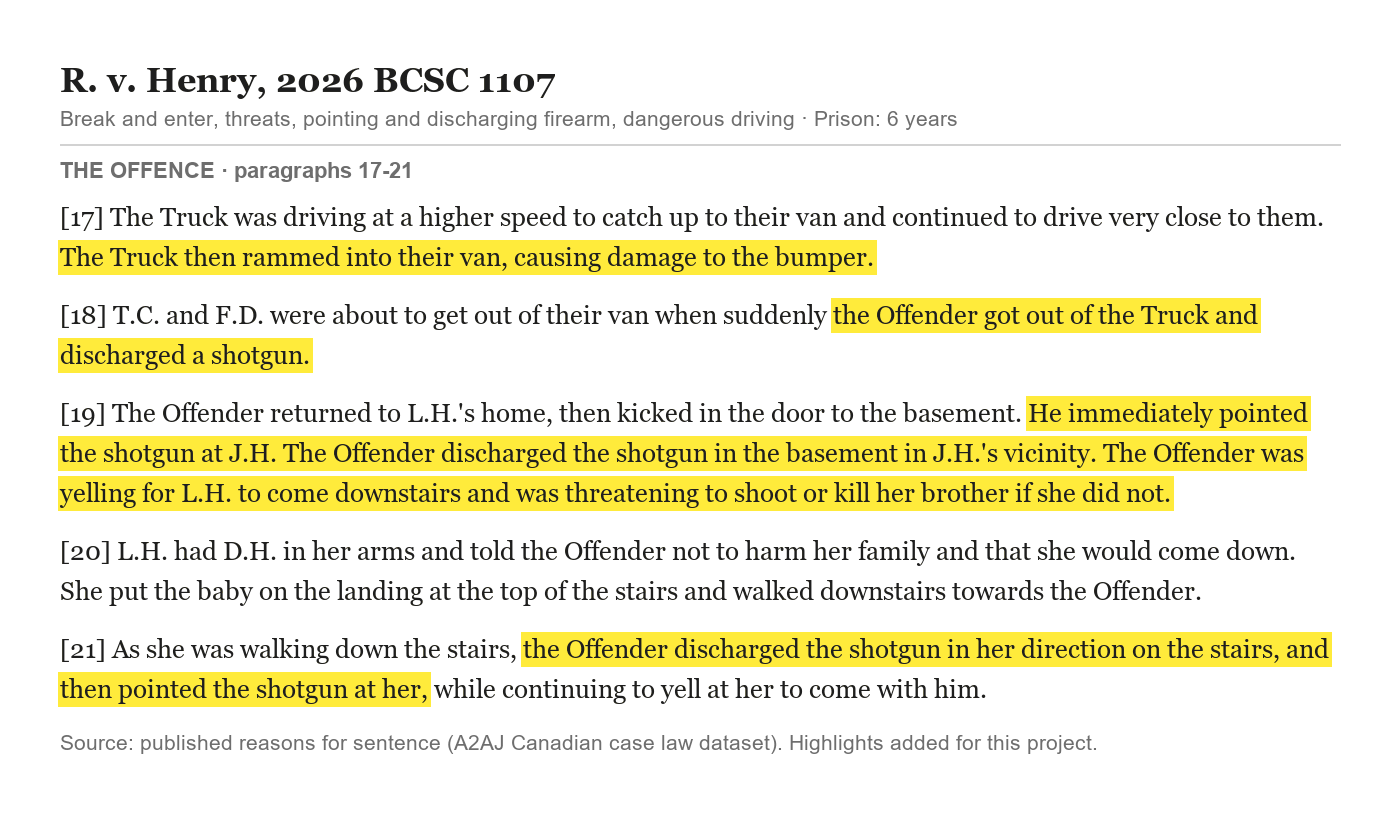 R. v. Henry, 2026 BCSC 1107
Break and enter, threats, pointing and discharging firearm, dangerous driving · Prison: 6 years
THE OFFENCE · paragraphs 17-21
[17] The Truck was driving at a higher speed to catch up to their van and continued to drive very close to them.
The Truck then rammed into their van, causing damage to the bumper.
[18] T.C. and F.D. were about to get out of their van when suddenly the Offender got out of the Truck and
discharged a shotgun.
[19] The Offender returned to L.H.'s home, then kicked in the door to the basement. He immediately pointed
the shotgun at J.H. The Offender discharged the shotgun in the basement in J.H.'s vicinity. The Offender was
yelling for L.H. to come downstairs and was threatening to shoot or kill her brother if she did not.
[20] L.H. had D.H. in her arms and told the Offender not to harm her family and that she would come down.
She put the baby on the landing at the top of the stairs and walked downstairs towards the Offender.
[21] As she was walking down the stairs, the Offender discharged the shotgun in her direction on the stairs, and
then pointed the shotgun at her, while continuing to yell at her to come with him.
Source: published reasons for sentence (A2AJ Canadian case law dataset). Highlights added for this project.